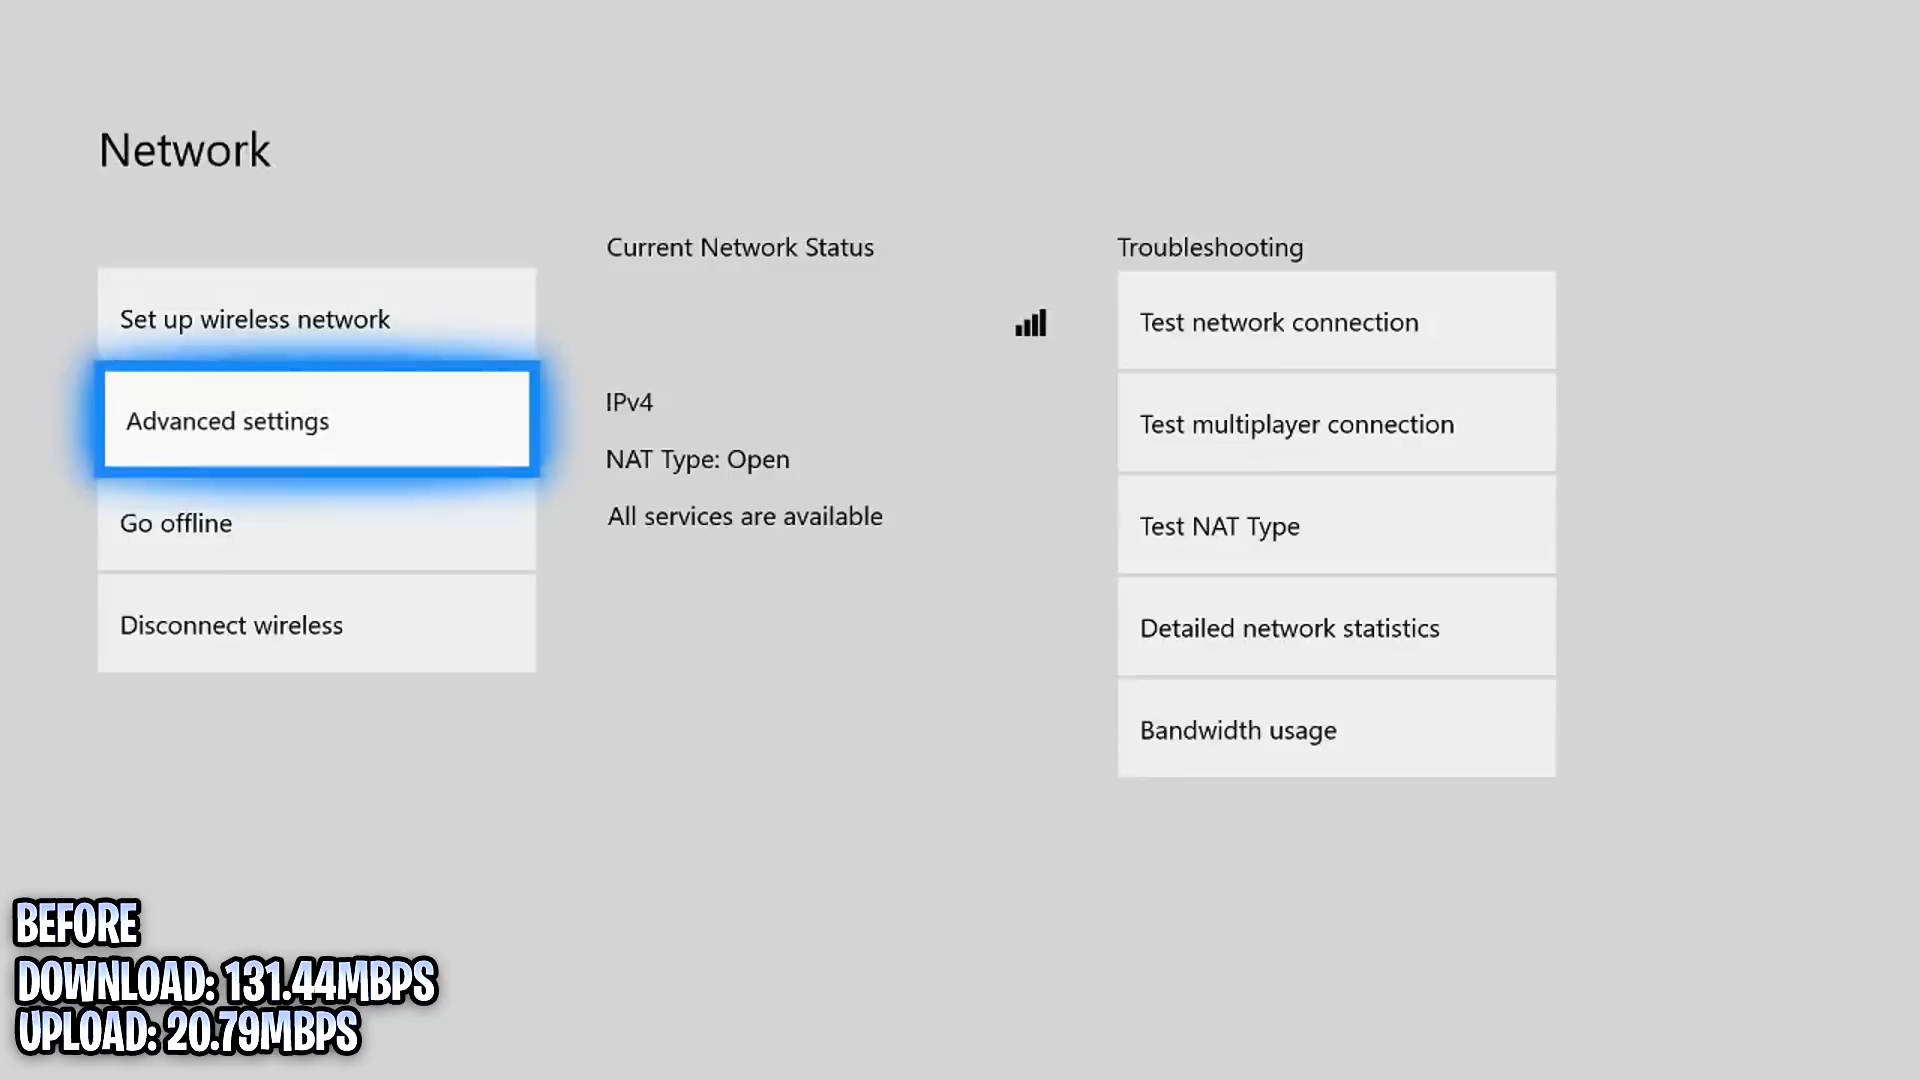 Network
Set up wireless network
Advanced settings
Go offline
Disconnect wireless
Current Network Status
IPv4
NAT Type: Open
All services are available
Troubleshooting
Test network connection
Test multiplayer connection
Test NAT Type
Detailed network statistics
Bandwidth usage
BEFORE
DOWNLOAD: 131.44MBPS
UPLOAD: 20.79MBPS